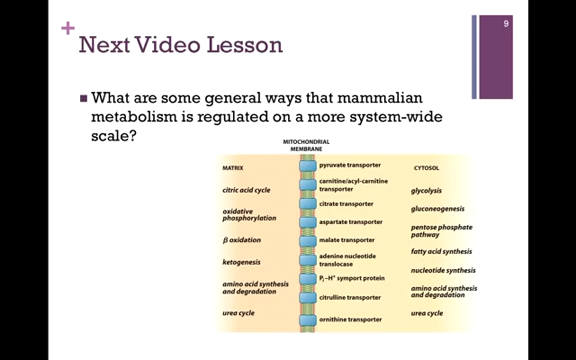 9
+
Next Video Lesson
■ What are some general ways that mammalian
metabolism is regulated on a more system-wide
scale?
MITOCHONDRIAL
MEMBRANE
MATRIX
citric acid cycle
oxidative
phosphorylation
β oxidation
ketogenesis
amino acid synthesis
and degradation
urea cycle
pyruvate transporter
carnitine/acyl-carnitine
transporter
citrate transporter
aspartate transporter
malate transporter
adenine nucleotide
translocase
Pᵢ–H⁺ symport protein
citrulline transporter
ornithine transporter
CYTOSOL
glycolysis
gluconeogenesis
pentose phosphate
pathway
fatty acid synthesis
nucleotide synthesis
amino acid synthesis
and degradation
urea cycle